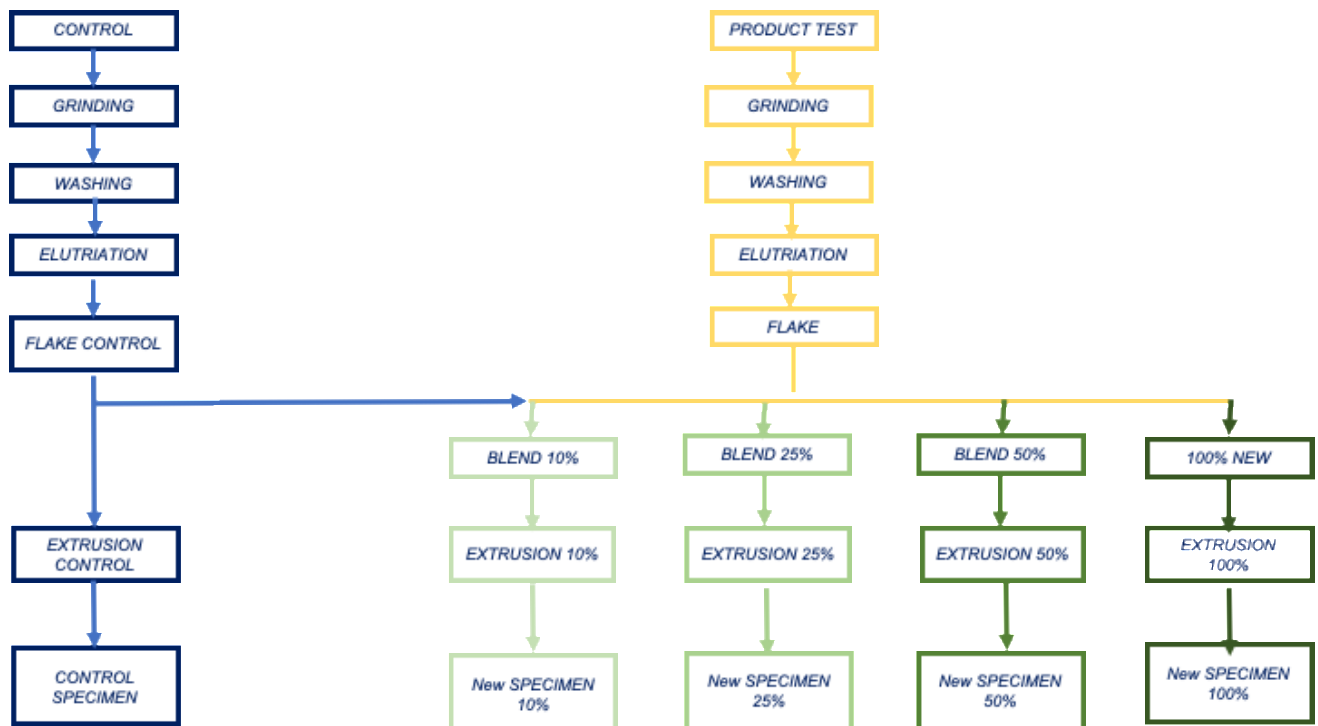 CONTROL
PRODUCT TEST
GRINDING
GRINDING
WASHING
WASHING
ELUTRIATION
ELUTRIATION
FLAKE CONTROL
FLAKE
BLEND 10%
BLEND 25%
BLEND 50%
100% NEW
EXTRUSION
CONTROL
EXTRUSION 10%
EXTRUSION 25%
EXTRUSION 50%
EXTRUSION
100%
CONTROL
SPECIMEN
New SPECIMEN
10%
New SPECIMEN
25%
New SPECIMEN
50%
New SPECIMEN
100%